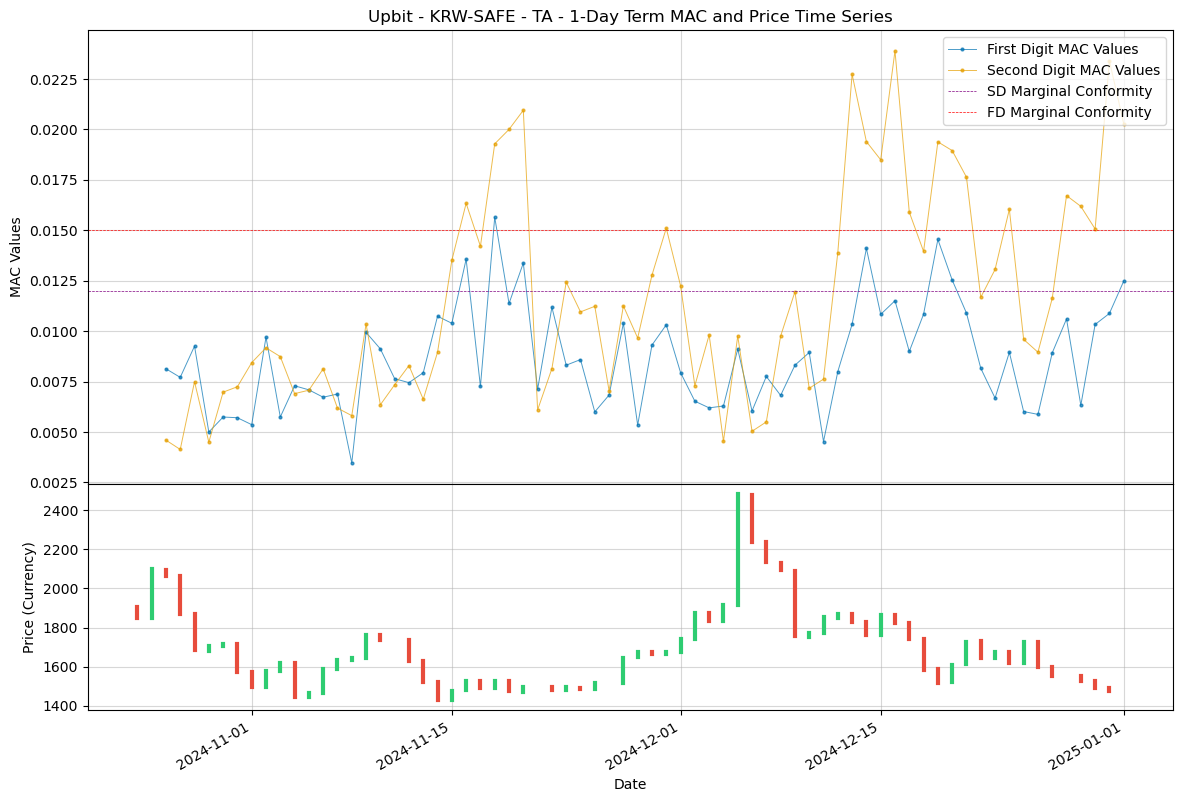 Upbit - KRW-SAFE - TA - 1-Day Term MAC and Price Time Series
First Digit MAC Values
Second Digit MAC Values
SD Marginal Conformity
FD Marginal Conformity
MAC Values
0.0225
0.0200
0.0175
0.0150
0.0125
0.0100
0.0075
0.0050
0.0025
Price (Currency)
2400
2200
2000
1800
1600
1400
2024-11-01
2024-11-15
2024-12-01
2024-12-15
2025-01-01
Date